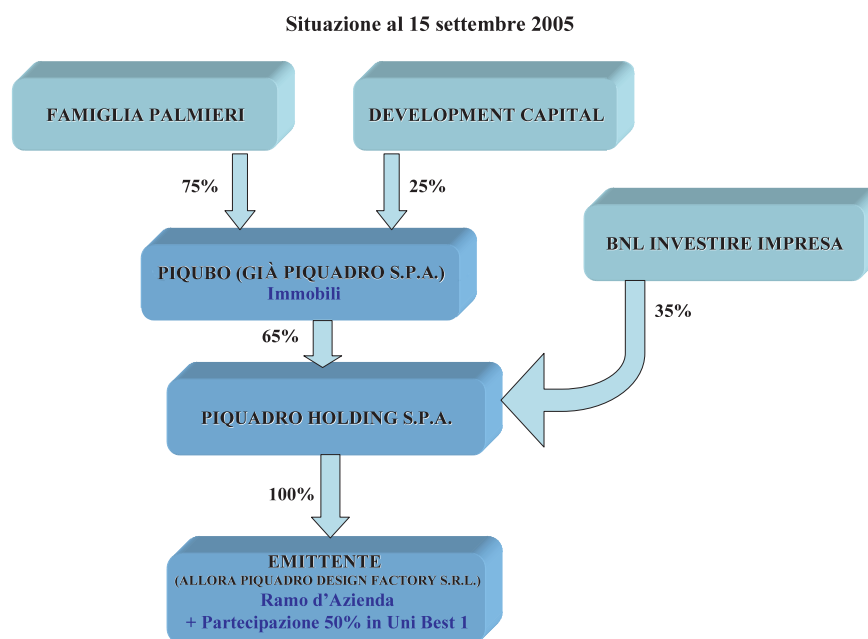 Situazione al 15 settembre 2005
FAMIGLIA PALMIERI
DEVELOPMENT CAPITAL
75%
25%
BNL INVESTIRE IMPRESA
PIQUBO (GIÀ PIQUADRO S.P.A.)
Immobili
65%
35%
PIQUADRO HOLDING S.P.A.
100%
EMITTENTE
(ALLORA PIQUADRO DESIGN FACTORY S.R.L.)
Ramo d'Azienda
+ Partecipazione 50% in Uni Best 1